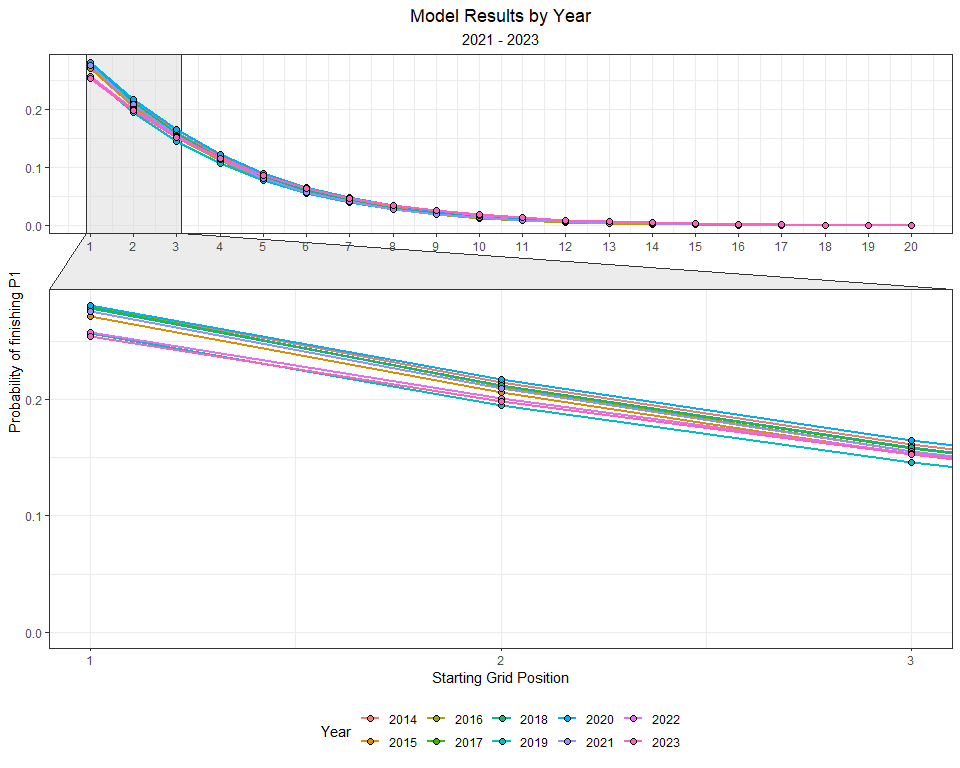 Model Results by Year
2021 - 2023
0.2
0.1
0.0
1 2 3 4 5 6 7 8 9 10 11 12 13 14 15 16 17 18 19 20
Probability of finishing P1
0.2
0.1
0.0
1 2 3
Starting Grid Position
Year
2014 2016 2018 2020 2022
2015 2017 2019 2021 2023